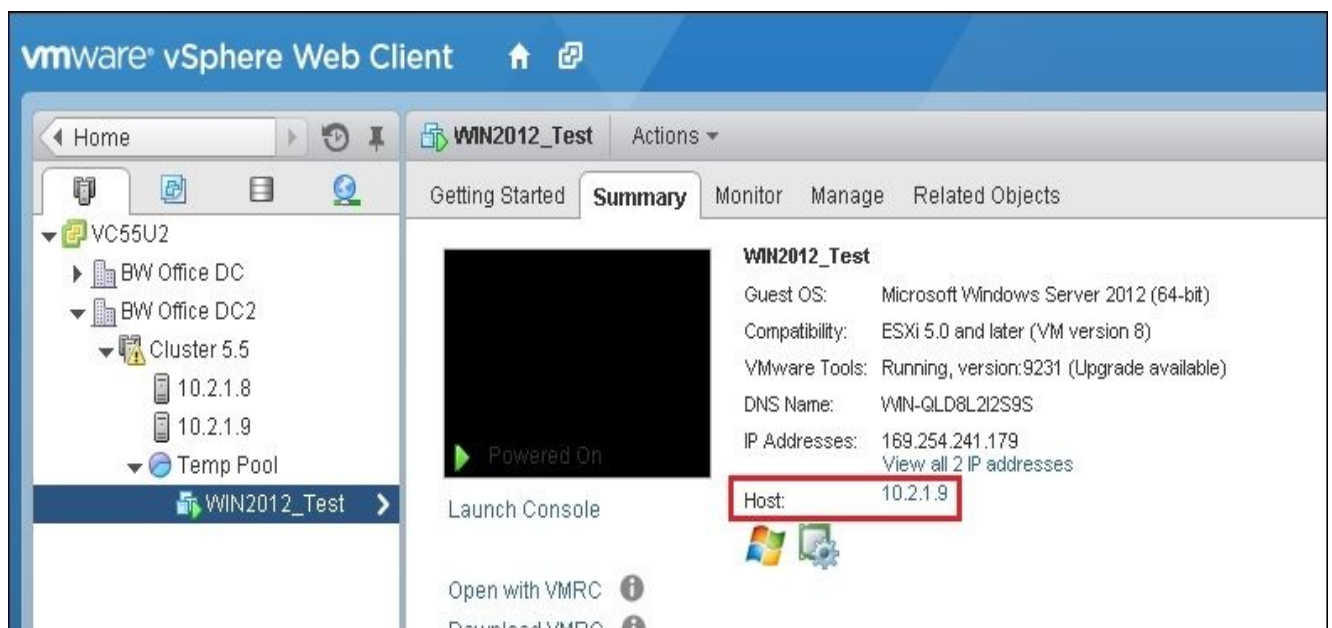 vmware® vSphere Web Client
Home
WIN2012_Test Actions
Getting Started Summary Monitor Manage Related Objects
VC55U2
BW Office DC
BW Office DC2
Cluster 5.5
10.2.1.8
10.2.1.9
Temp Pool
WIN2012_Test
Powered On
Launch Console
Open with VMRC
Download VMRC
WIN2012_Test
Guest OS: Microsoft Windows Server 2012 (64-bit)
Compatibility: ESXi 5.0 and later (VM version 8)
VMware Tools: Running, version:9231 (Upgrade available)
DNS Name: WIN-QLD8L2I2S9S
IP Addresses: 169.254.241.179
View all 2 IP addresses
Host: 10.2.1.9